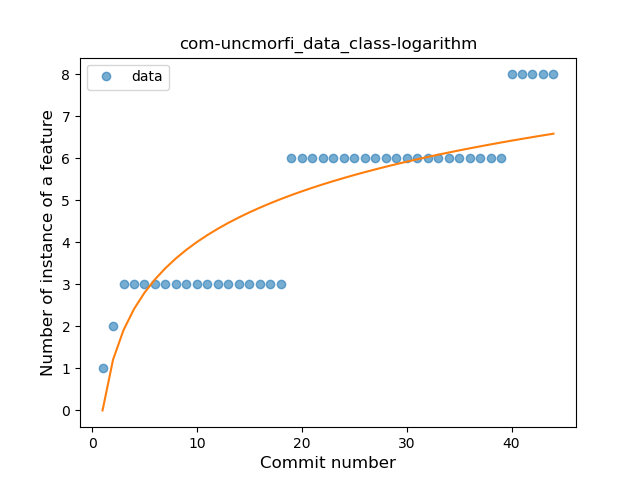 com-uncmorfi_data_class-logarithm
data
Number of instance of a feature
8
7
6
5
4
3
2
1
0
0 10 20 30 40
Commit number